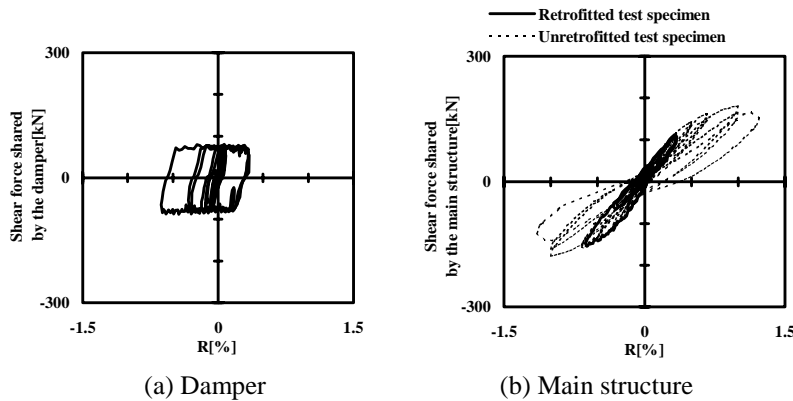 Retrofitted test specimen
Unretrofitted test specimen
300
0
-300
Shear force shared
by the damper[kN]
-1.5
0
1.5
R[%]
(a) Damper
300
0
-300
Shear force shared
by the main structure[kN]
-1.5
0
1.5
R[%]
(b) Main structure